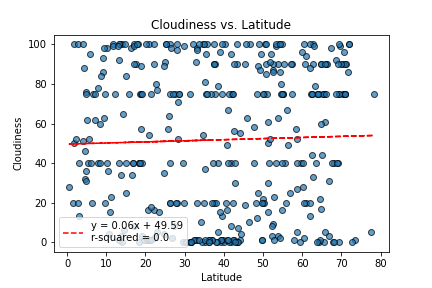 Cloudiness vs. Latitude
100
80
60
40
20
0
Cloudiness
y = 0.06x + 49.59
r-squared = 0.0
0 10 20 30 40 50 60 70 80
Latitude